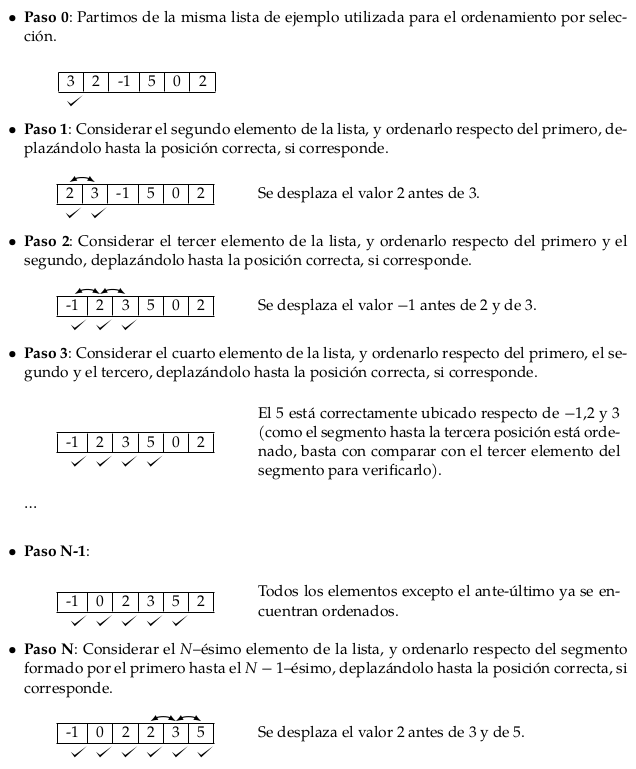 • Paso 0: Partimos de la misma lista de ejemplo utilizada para el ordenamiento por selec-
ción.
3 2 -1 5 0 2
✓
• Paso 1: Considerar el segundo elemento de la lista, y ordenarlo respecto del primero, de-
plazándolo hasta la posición correcta, si corresponde.
2 3 -1 5 0 2 Se desplaza el valor 2 antes de 3.
✓ ✓
• Paso 2: Considerar el tercer elemento de la lista, y ordenarlo respecto del primero y el
segundo, deplazándolo hasta la posición correcta, si corresponde.
-1 2 3 5 0 2 Se desplaza el valor −1 antes de 2 y de 3.
✓ ✓ ✓
• Paso 3: Considerar el cuarto elemento de la lista, y ordenarlo respecto del primero, el se-
gundo y el tercero, deplazándolo hasta la posición correcta, si corresponde.
-1 2 3 5 0 2
✓ ✓ ✓ ✓
El 5 está correctamente ubicado respecto de −1,2 y 3
(como el segmento hasta la tercera posición está orde-
nado, basta con comparar con el tercer elemento del
segmento para verificarlo).
...
• Paso N-1:
-1 0 2 3 5 2
✓ ✓ ✓ ✓ ✓
Todos los elementos excepto el ante-último ya se en-
cuentran ordenados.
• Paso N: Considerar el N–ésimo elemento de la lista, y ordenarlo respecto del segmento
formado por el primero hasta el N − 1–ésimo, deplazándolo hasta la posición correcta, si
corresponde.
-1 0 2 2 3 5 Se desplaza el valor 2 antes de 3 y de 5.
✓ ✓ ✓ ✓ ✓ ✓